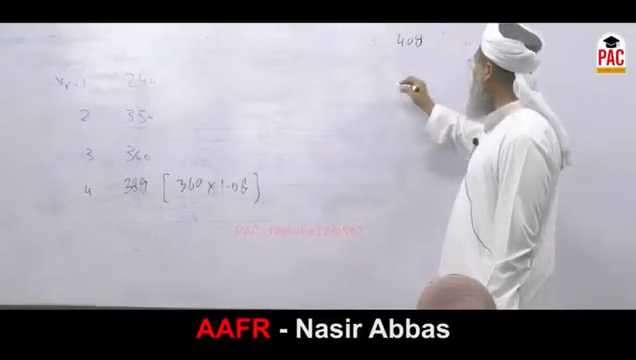 408
Yr. 1 240
2 350
3 360
4 389 [360 x 1.08]
PAC
AAFR - Nasir Abbas